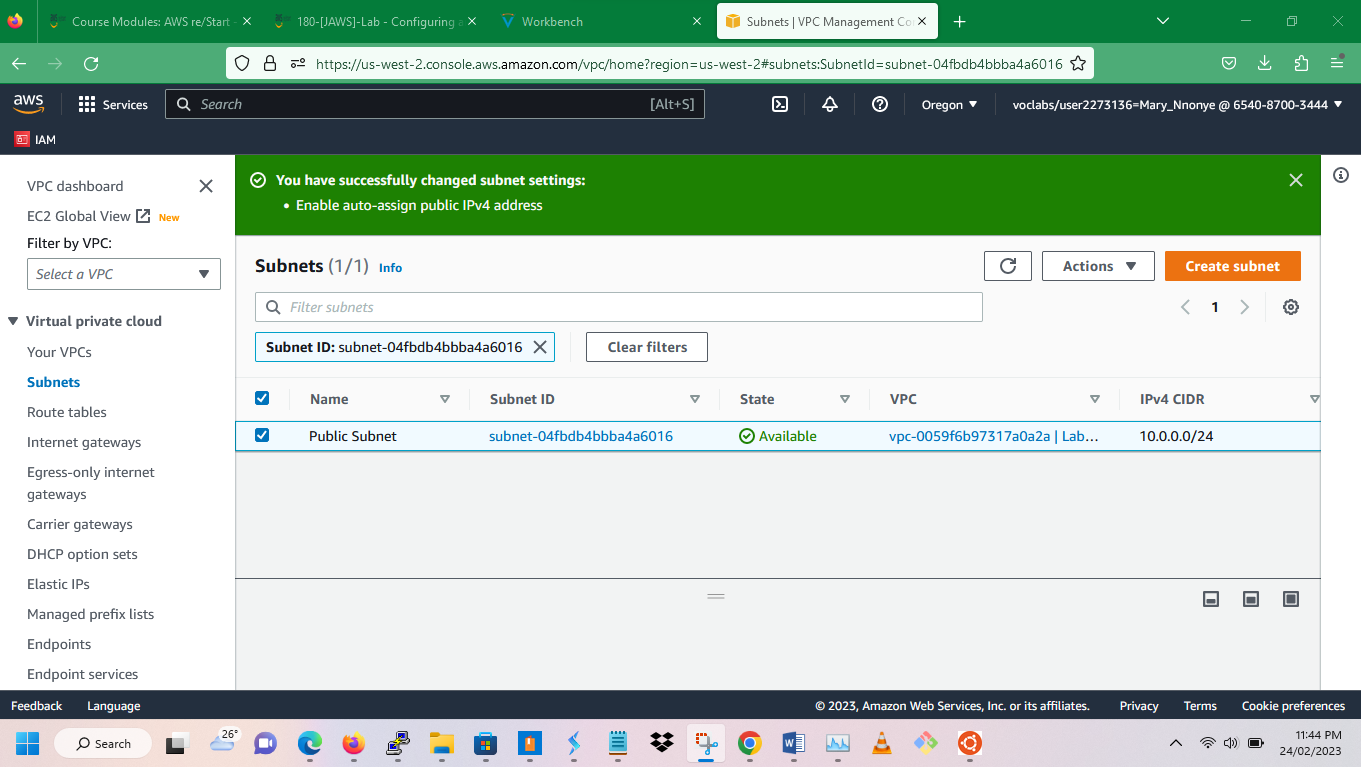 Course Modules: AWS re/Start -
180-[JAWS]-Lab - Configuring a
Workbench
Subnets | VPC Management Co
https://us-west-2.console.aws.amazon.com/vpc/home?region=us-west-2#subnets:SubnetId=subnet-04fbdb4bbba4a6016
aws
Services
Search
[Alt+S]
Oregon
voclabs/user2273136=Mary_Nnonye @ 6540-8700-3444
IAM
VPC dashboard
EC2 Global View New
Filter by VPC:
Select a VPC
Virtual private cloud
Your VPCs
Subnets
Route tables
Internet gateways
Egress-only internet
gateways
Carrier gateways
DHCP option sets
Elastic IPs
Managed prefix lists
Endpoints
Endpoint services
You have successfully changed subnet settings:
• Enable auto-assign public IPv4 address
Subnets (1/1) Info
Actions
Create subnet
Filter subnets
1
Subnet ID: subnet-04fbdb4bbba4a6016
Clear filters
Name Subnet ID State VPC IPv4 CIDR
Public Subnet subnet-04fbdb4bbba4a6016 Available vpc-0059f6b97317a0a2a | Lab… 10.0.0.0/24
Feedback Language © 2023, Amazon Web Services, Inc. or its affiliates. Privacy Terms Cookie preferences
Search
26°
11:44 PM
24/02/2023